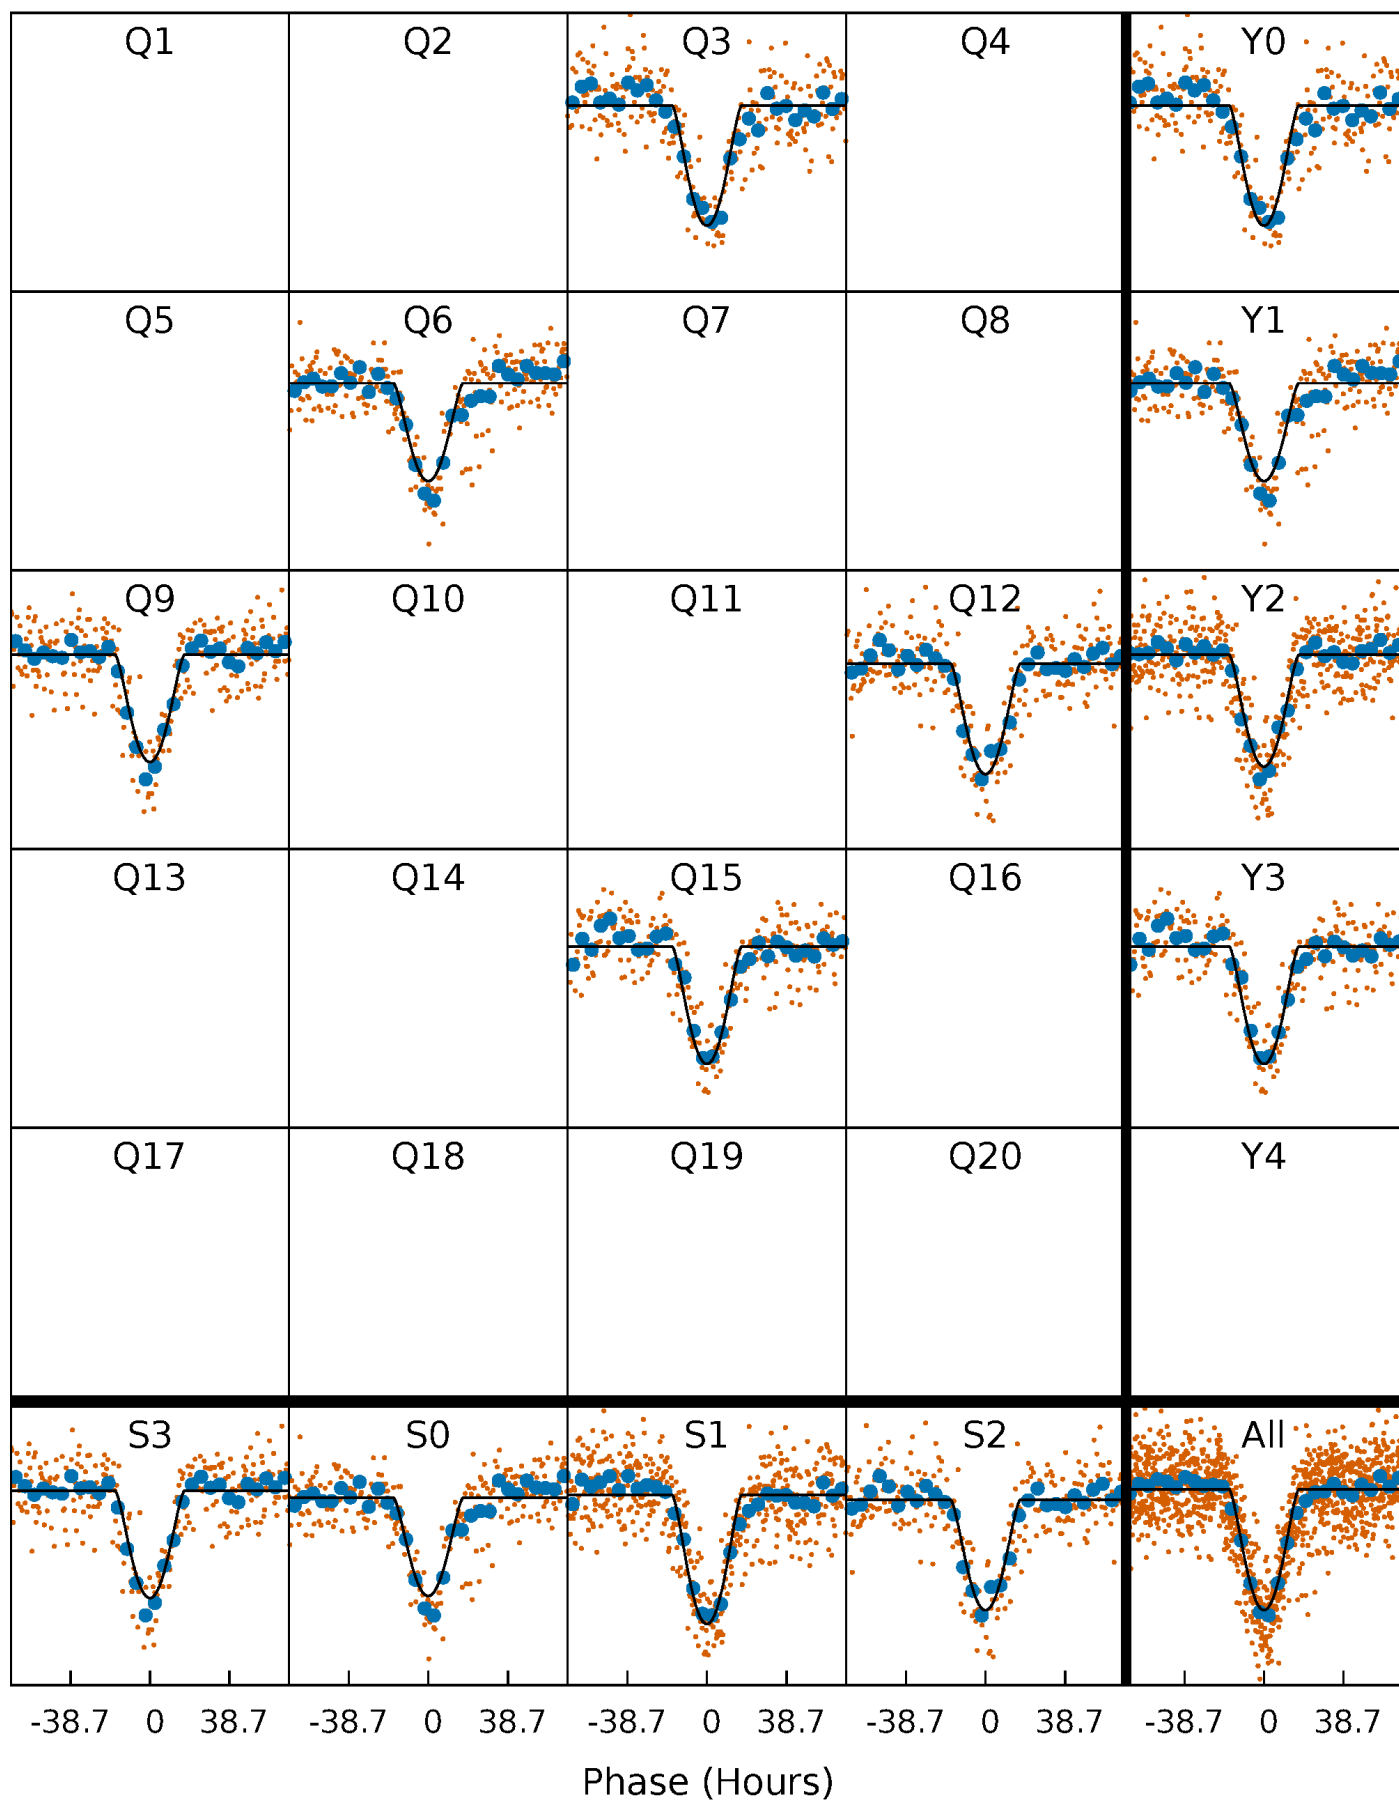 Q1 Q2 Q3 Q4 Y0
Q5 Q6 Q7 Q8 Y1
Q9 Q10 Q11 Q12 Y2
Q13 Q14 Q15 Q16 Y3
Q17 Q18 Q19 Q20 Y4
S3 S0 S1 S2 All
-38.7 0 38.7 -38.7 0 38.7 -38.7 0 38.7 -38.7 0 38.7 -38.7 0 38.7
Phase (Hours)